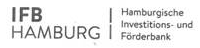 IFB
HAMBURG
Hamburgische
Investitions- und
Förderbank